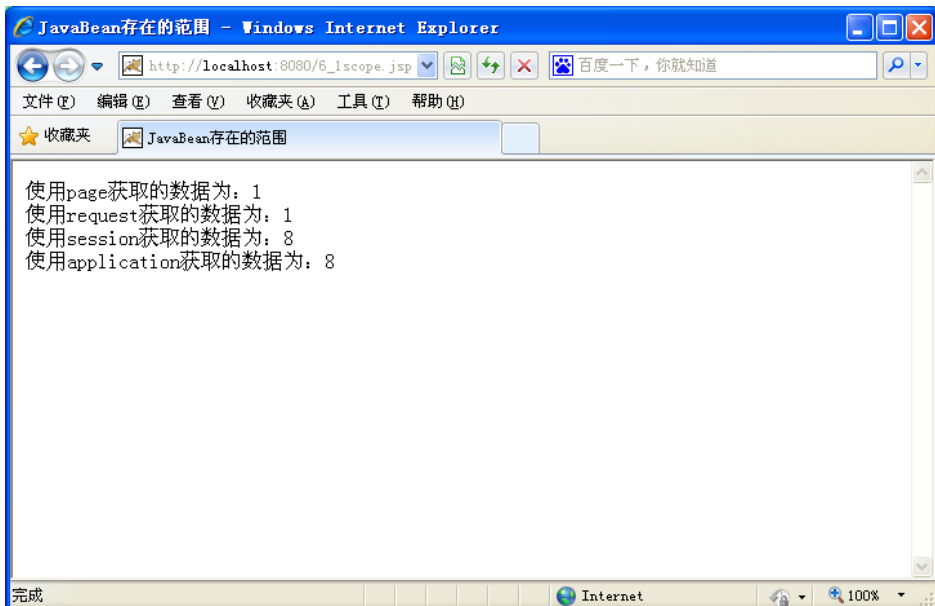 JavaBean存在的范围 - Windows Internet Explorer
http://localhost:8080/6_1scope.jsp 百度一下，你就知道
文件(F) 编辑(E) 查看(V) 收藏夹(A) 工具(T) 帮助(H)
收藏夹 JavaBean存在的范围
使用page获取的数据为：1
使用request获取的数据为：1
使用session获取的数据为：8
使用application获取的数据为：8
完成 Internet 100%